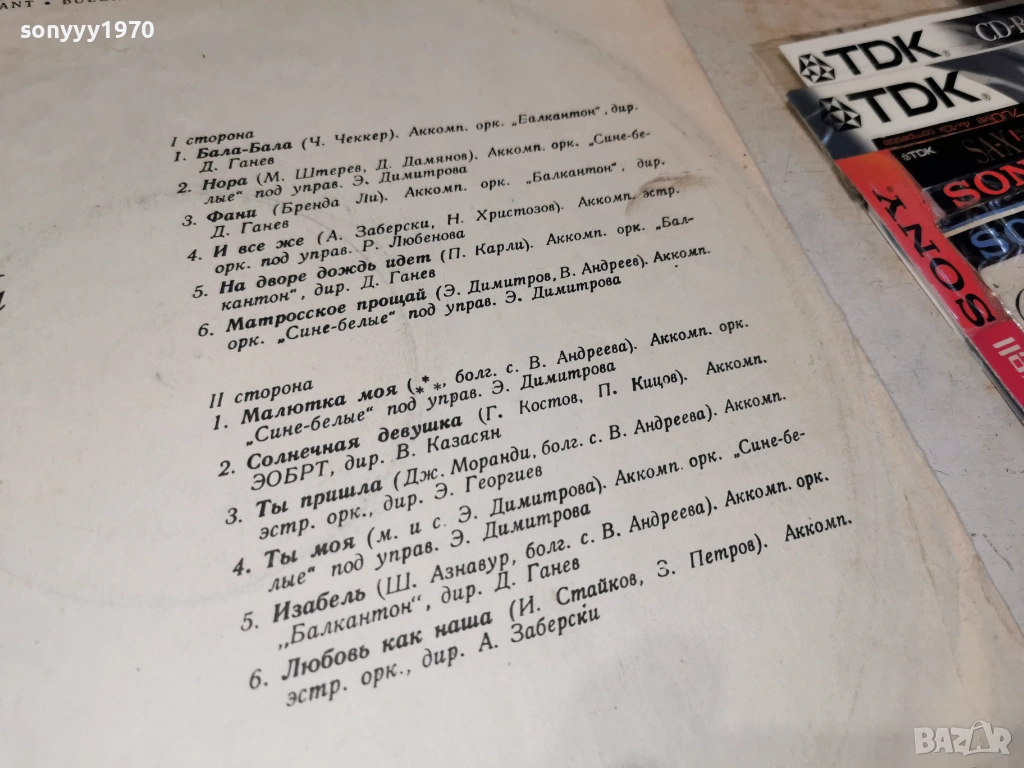 sonyyy1970
ANT •
I сторона
1. Бала-Бала (Ч. Чеккер). Аккомп. орк. „Балкантон", дир.
Д. Ганев
2. Нора (М. Штерев, Д. Дамянов). Аккомп. орк. „Сине-бе-
лые" под управ. Э. Димитрова
3. Фани (Бренда Ли). Аккомп. орк. „Балкантон", дир.
Д. Ганев
4. И все же (А. Заберски, Н. Христозов). Аккомп. эстр.
орк. под управ. Р. Любенова
5. На дворе дождь идет (П. Карли). Аккомп. орк. „Бал-
кантон", дир. Д. Ганев
6. Матросское прощай (Э. Димитров, В. Андреев). Аккомп.
орк. „Сине-белые" под управ. Э. Димитрова
II сторона
1. Малютка моя (***, болг. с. В. Андреева). Аккомп. орк.
„Сине-белые" под управ. Э. Димитрова
2. Солнечная девушка (Г. Костов, П. Кицов). Аккомп.
ЭОБРТ, дир. В. Казасян
3. Ты пришла (Дж. Моранди, болг. с. В. Андреева). Аккомп.
эстр. орк., дир. Э. Георгиев
4. Ты моя (м. и с. Э. Димитрова). Аккомп. орк. „Сине-бе-
лые" под управ. Э. Димитрова
5. Изабель (Ш. Азнавур, болг. с. В. Андреева). Аккомп. орк.
„Балкантон", дир. Д. Ганев
6. Любовь как наша (И. Стайков, З. Петров). Аккомп.
эстр. орк., дир. А. Заберски
TDK
CD-R
TDK
TDK
SA-X
SON
SONY
BAZAR